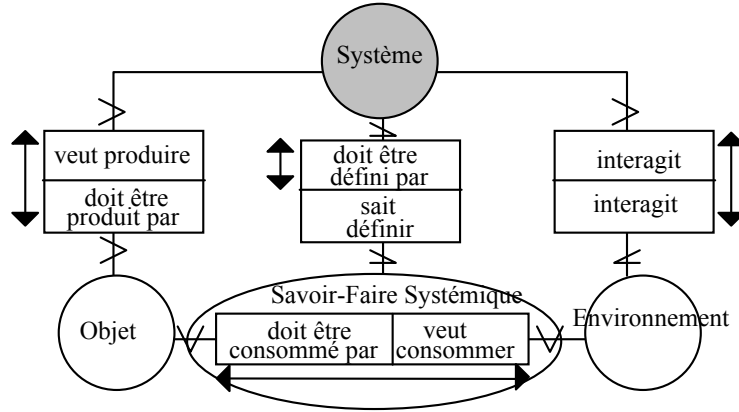 Système
veut produire
doit être
produit par
doit être
défini par
sait
définir
interagit
interagit
Objet
Savoir-Faire Systémique
doit être
consommé par
veut
consommer
Environnement